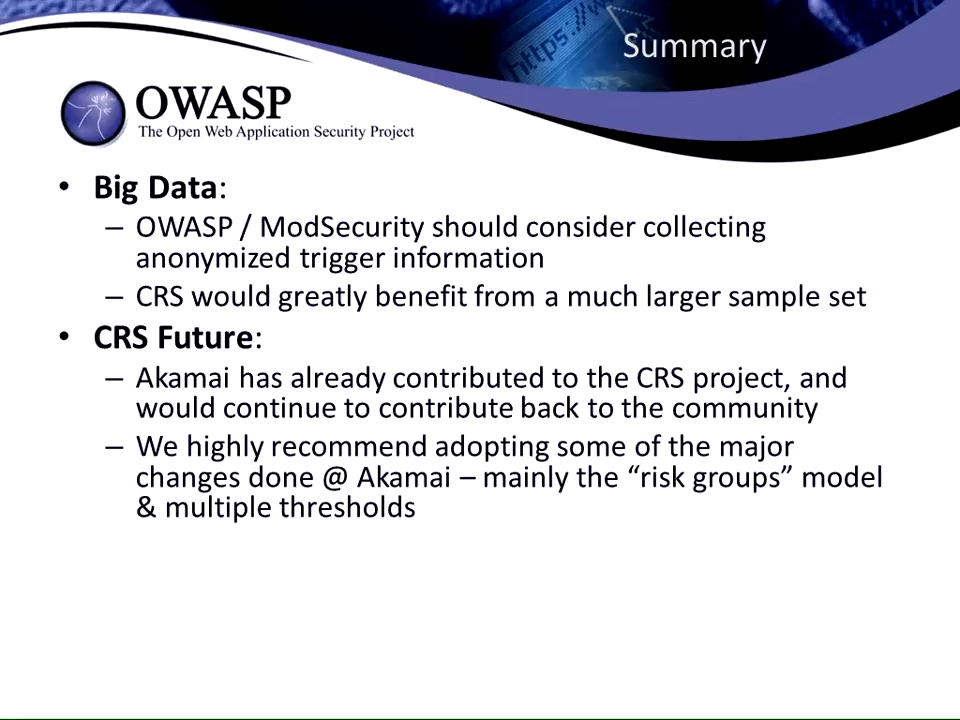 https://w
Summary
OWASP
The Open Web Application Security Project
• Big Data:
– OWASP / ModSecurity should consider collecting
anonymized trigger information
– CRS would greatly benefit from a much larger sample set
• CRS Future:
– Akamai has already contributed to the CRS project, and
would continue to contribute back to the community
– We highly recommend adopting some of the major
changes done @ Akamai – mainly the “risk groups” model
& multiple thresholds